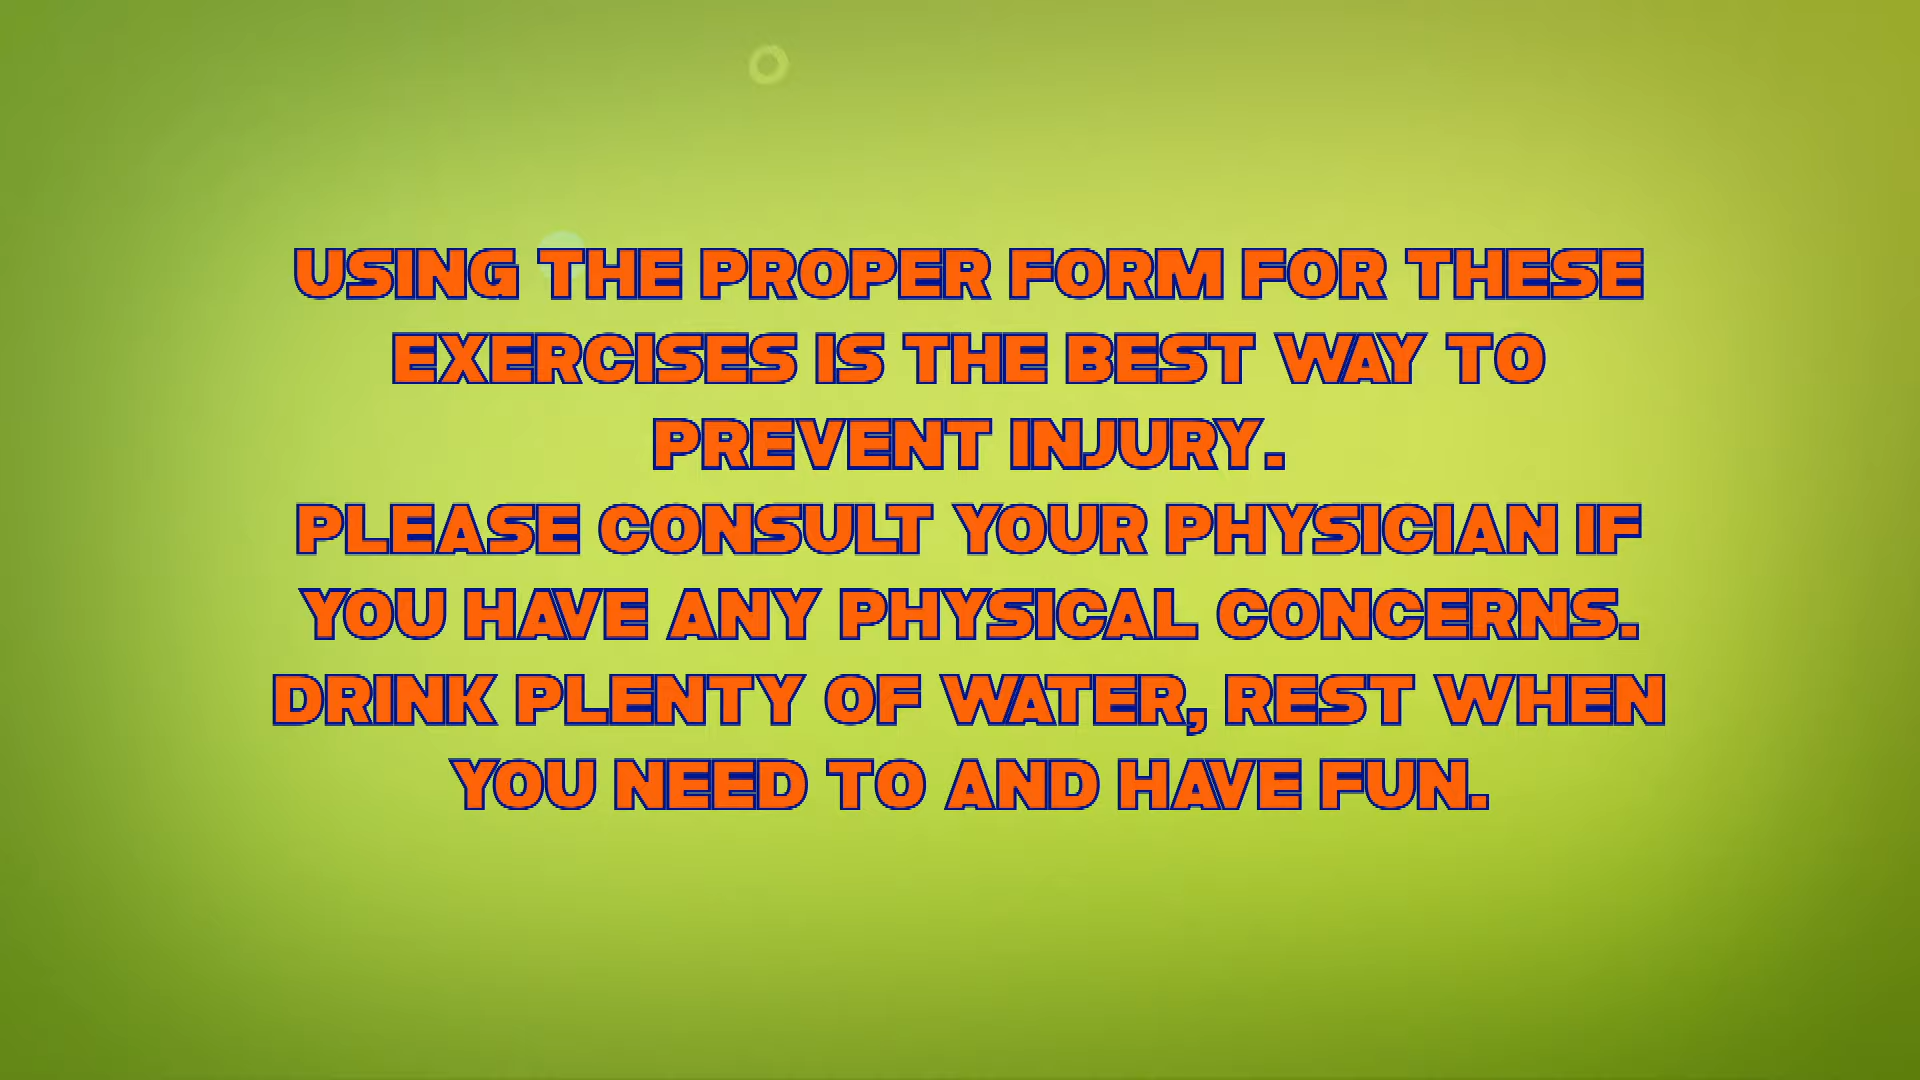 USING THE PROPER FORM FOR THESE
EXERCISES IS THE BEST WAY TO
PREVENT INJURY.
PLEASE CONSULT YOUR PHYSICIAN IF
YOU HAVE ANY PHYSICAL CONCERNS.
DRINK PLENTY OF WATER, REST WHEN
YOU NEED TO AND HAVE FUN.